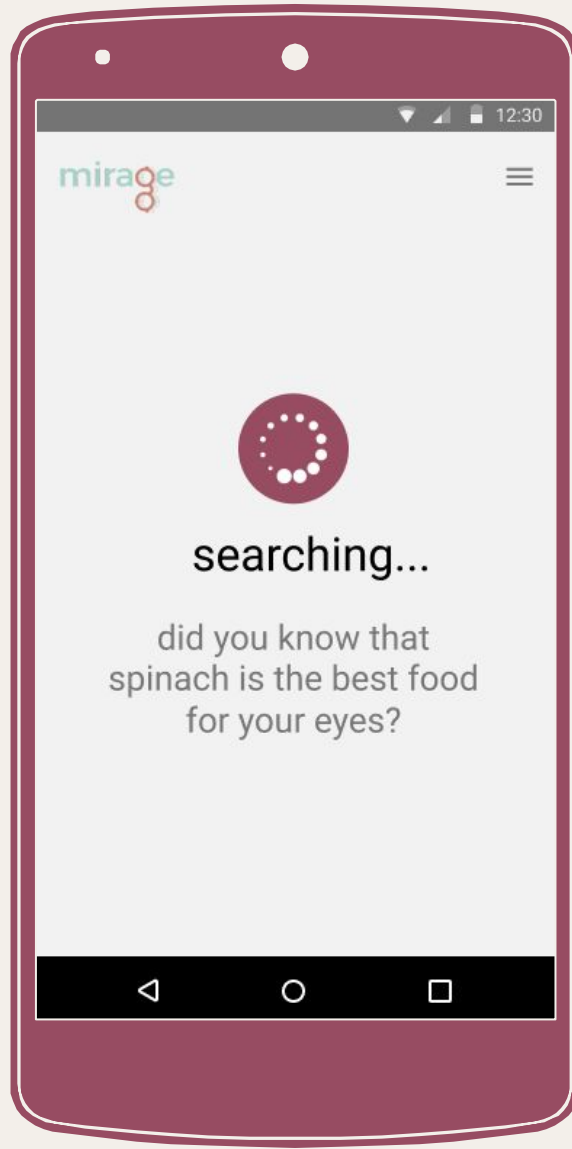 12:30
mirage
searching...
did you know that
spinach is the best food
for your eyes?